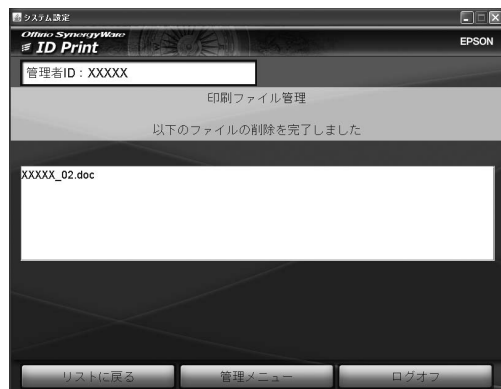 システム設定
Offirio SynergyWare
ID Print
EPSON
管理者ID：XXXXX
印刷ファイル管理
以下のファイルの削除を完了しました
XXXXX_02.doc
リストに戻る
管理メニュー
ログオフ